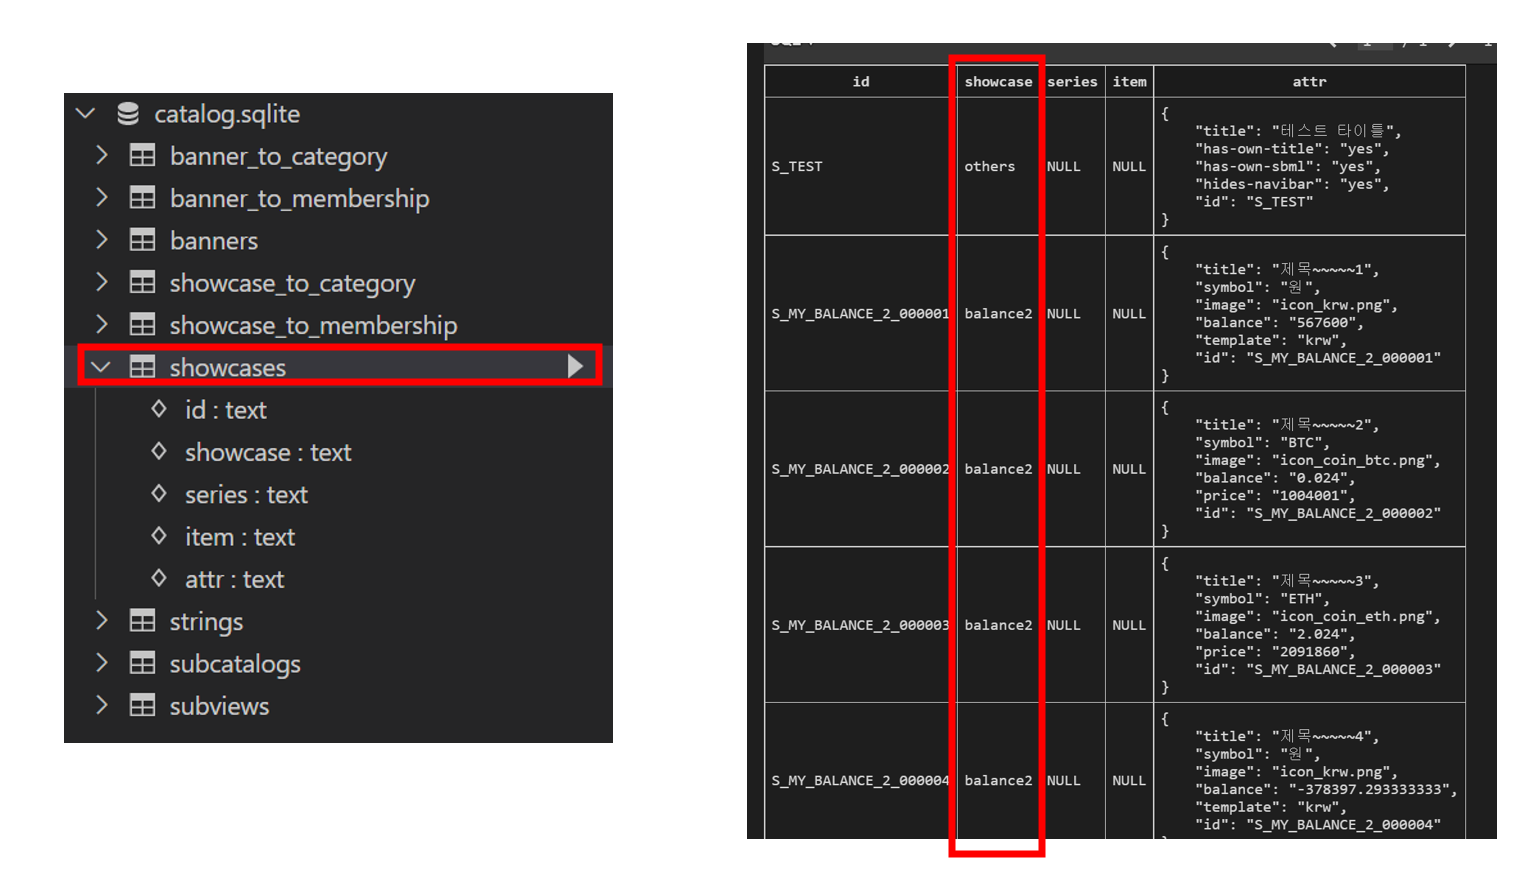 catalog.sqlite
banner_to_category
banner_to_membership
banners
showcase_to_category
showcase_to_membership
showcases
id : text
showcase : text
series : text
item : text
attr : text
strings
subcatalogs
subviews
id showcase series item attr
S_TEST others NULL NULL
{
"title": "테스트 타이틀",
"has-own-title": "yes",
"has-own-sbml": "yes",
"hides-navibar": "yes",
"id": "S_TEST"
}
S_MY_BALANCE_2_000001 balance2 NULL NULL
{
"title": "제목~~~~~1",
"symbol": "원",
"image": "icon_krw.png",
"balance": "567600",
"template": "krw",
"id": "S_MY_BALANCE_2_000001"
}
S_MY_BALANCE_2_000002 balance2 NULL NULL
{
"title": "제목~~~~~2",
"symbol": "BTC",
"image": "icon_coin_btc.png",
"balance": "0.024",
"price": "1004001",
"id": "S_MY_BALANCE_2_000002"
}
S_MY_BALANCE_2_000003 balance2 NULL NULL
{
"title": "제목~~~~~3",
"symbol": "ETH",
"image": "icon_coin_eth.png",
"balance": "2.024",
"price": "2091860",
"id": "S_MY_BALANCE_2_000003"
}
S_MY_BALANCE_2_000004 balance2 NULL NULL
{
"title": "제목~~~~~4",
"symbol": "원",
"image": "icon_krw.png",
"balance": "-378397.293333333",
"template": "krw",
"id": "S_MY_BALANCE_2_000004"